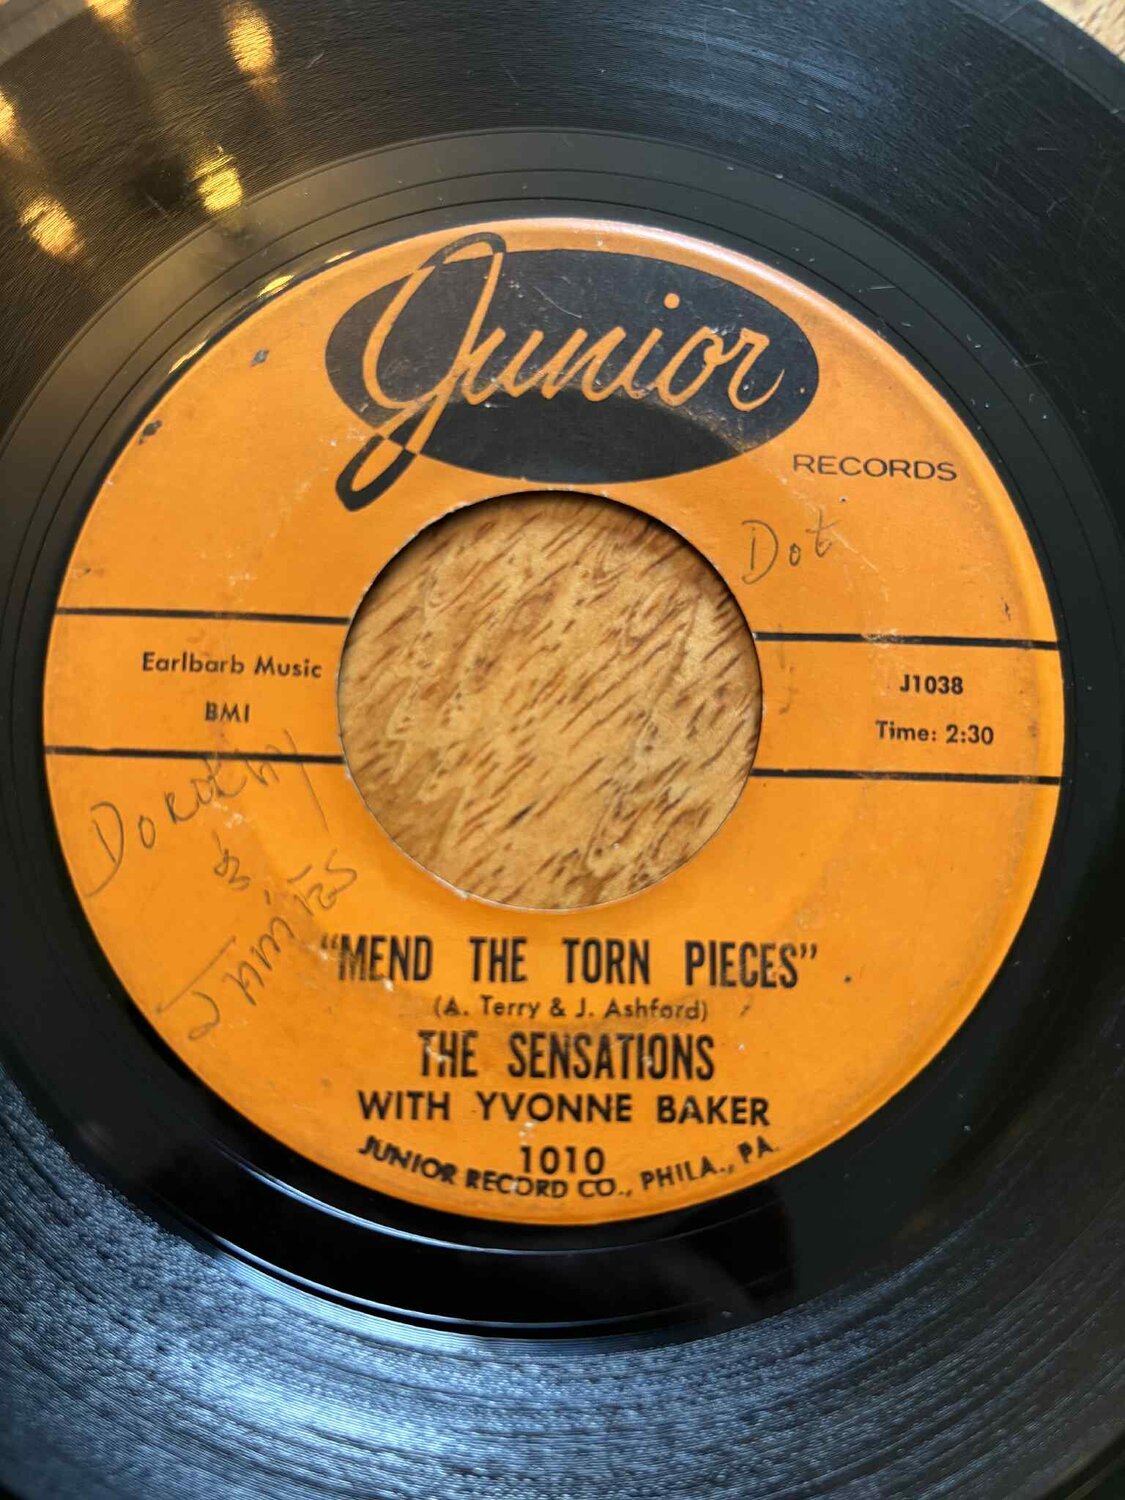 Junior
RECORDS
Dot
Earlbarb Music
BMI
J1038
Time: 2:30
Dorothy
&
"MEND THE TORN PIECES"
(A. Terry & J. Ashford)
THE SENSATIONS
WITH YVONNE BAKER
1010
JUNIOR RECORD CO., PHILA., PA.